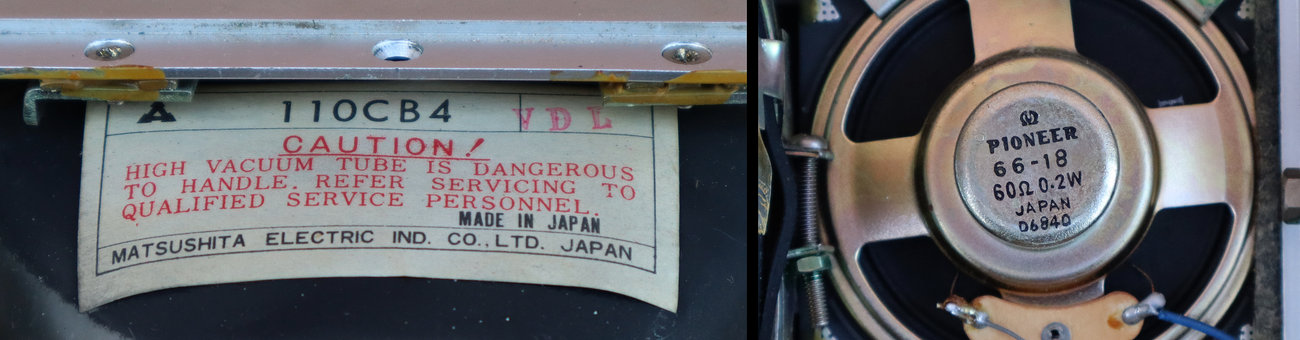 A 110CB4 VDL
CAUTION!
HIGH VACUUM TUBE IS DANGEROUS
TO HANDLE. REFER SERVICING TO
QUALIFIED SERVICE PERSONNEL.
MADE IN JAPAN
MATSUSHITA ELECTRIC IND. CO., LTD. JAPAN
PIONEER
66-18
60Ω 0.2W
JAPAN
D6840